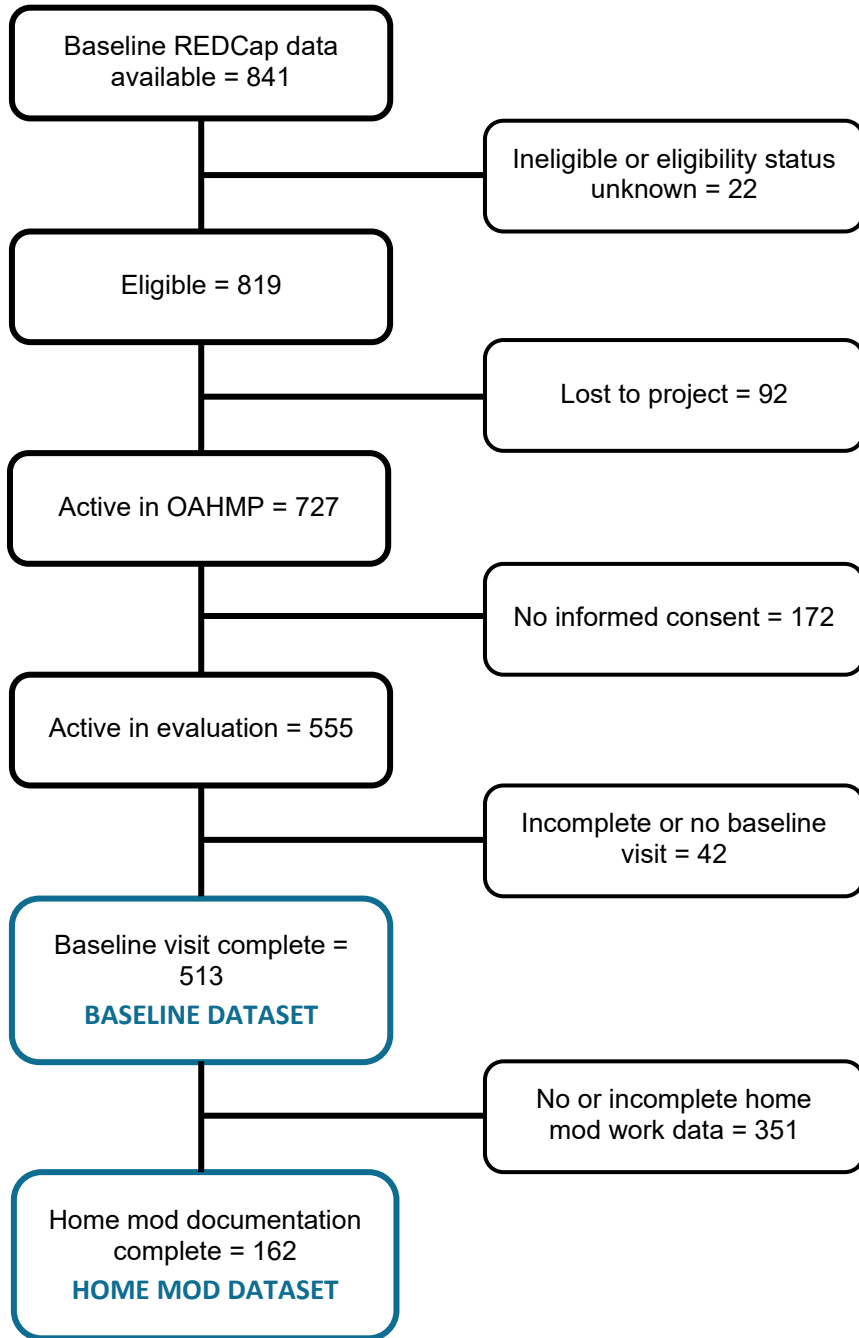 Baseline REDCap data
available = 841
Ineligible or eligibility status
unknown = 22
Eligible = 819
Lost to project = 92
Active in OAHMP = 727
No informed consent = 172
Active in evaluation = 555
Incomplete or no baseline
visit = 42
Baseline visit complete =
513
BASELINE DATASET
No or incomplete home
mod work data = 351
Home mod documentation
complete = 162
HOME MOD DATASET